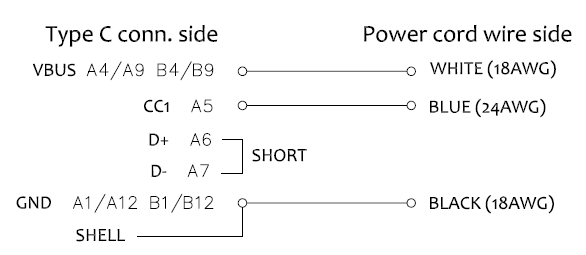 Type C conn. side Power cord wire side
VBUS A4/A9 B4/B9 WHITE (18AWG)
CC1 A5 BLUE (24AWG)
D+ A6
SHORT
D- A7
GND A1/A12 B1/B12 BLACK (18AWG)
SHELL